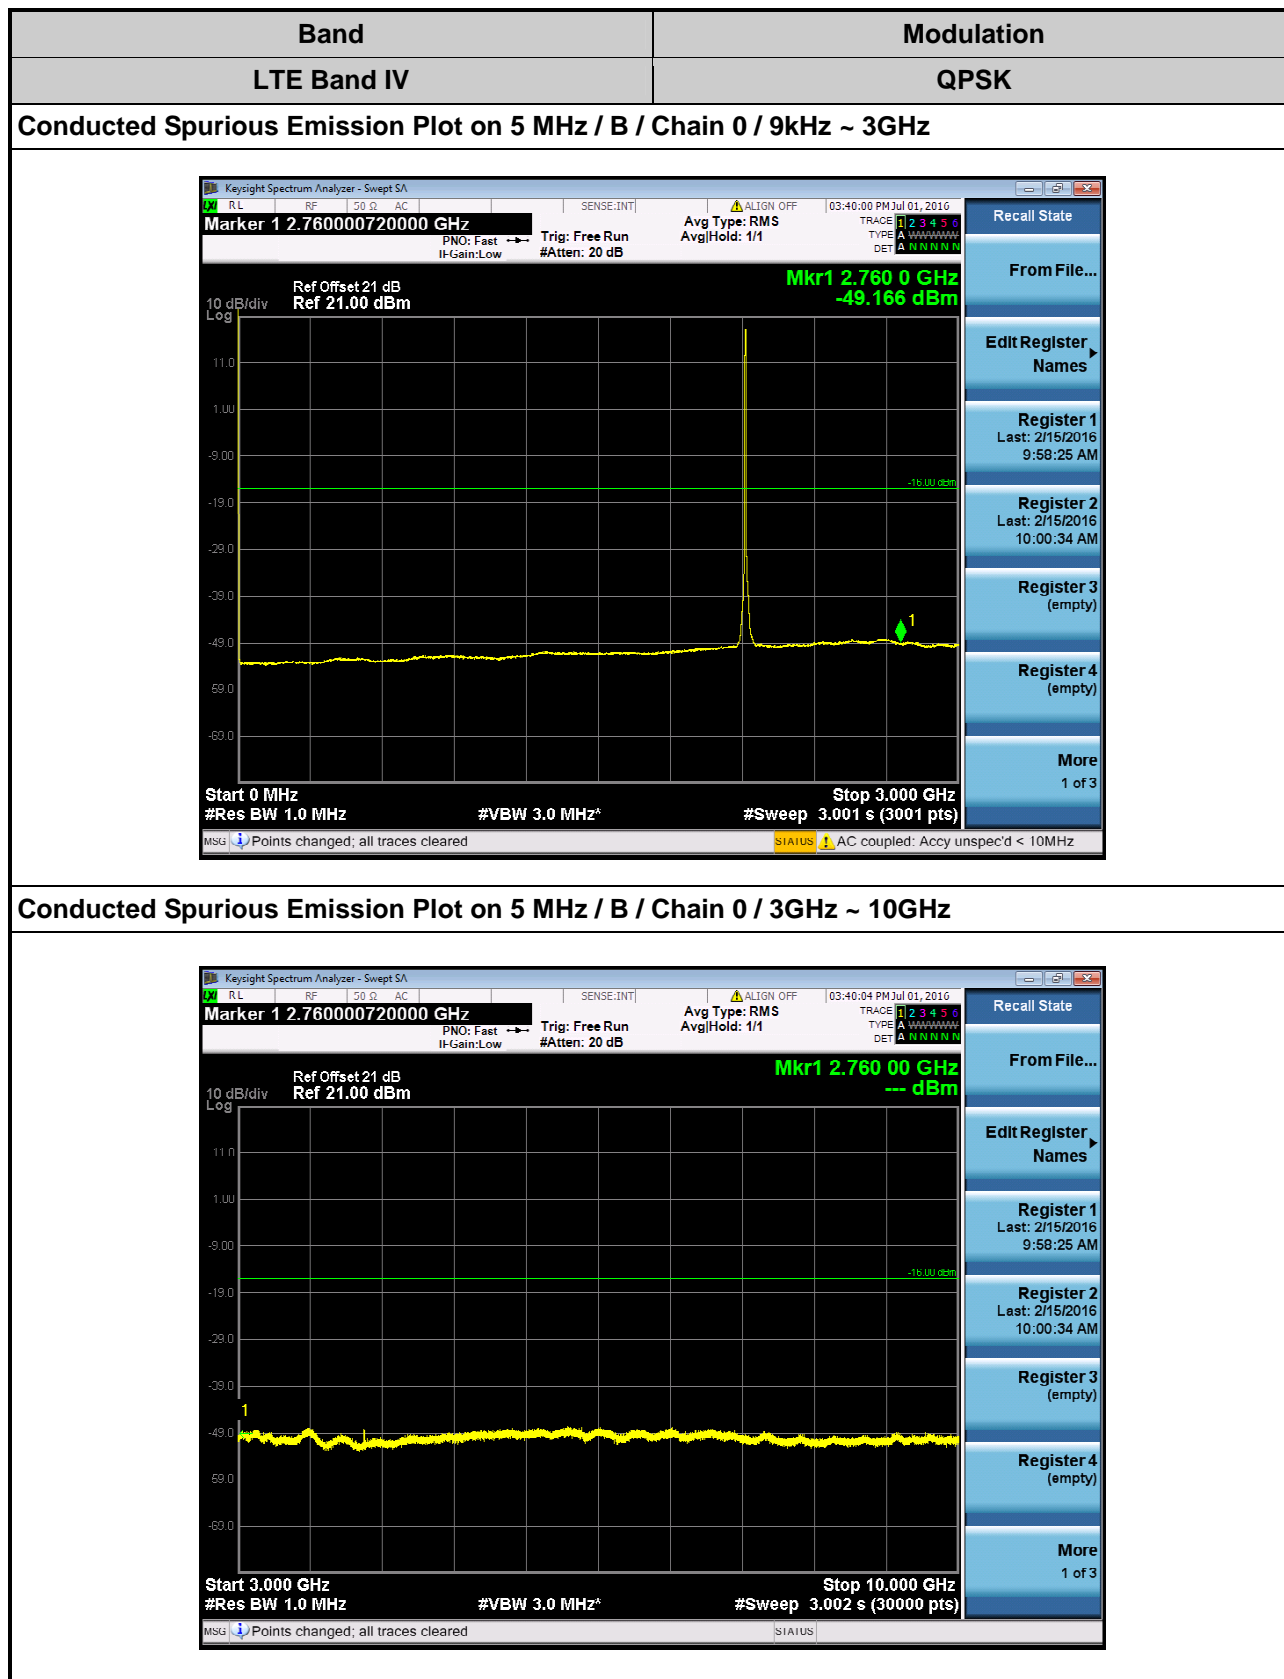 Band Modulation
LTE Band IV QPSK
Conducted Spurious Emission Plot on 5 MHz / B / Chain 0 / 9kHz ~ 3GHz
Keysight Spectrum Analyzer - Swept SA
LXI RL RF 50 Ω AC SENSE:INT ALIGN OFF 03:40:00 PM Jul 01, 2016
Marker 1 2.760000720000 GHz
PNO: Fast
IFGain:Low
Trig: Free Run
#Atten: 20 dB
Avg Type: RMS
Avg|Hold: 1/1
TRACE 1 2 3 4 5 6
TYPE A WWWWW
DET A N N N N N
Mkr1 2.760 0 GHz
-49.166 dBm
Ref Offset 21 dB
10 dB/div Ref 21.00 dBm
Log
11.0
1.00
-9.00
-16.00 dBm
-19.0
-29.0
-39.0
1
-49.0
59.0
-69.0
Start 0 MHz Stop 3.000 GHz
#Res BW 1.0 MHz #VBW 3.0 MHz* #Sweep 3.001 s (3001 pts)
MSG Points changed; all traces cleared STATUS AC coupled: Accy unspec'd < 10MHz
Recall State
From File...
Edit Register
Names
Register 1
Last: 2/15/2016
9:58:25 AM
Register 2
Last: 2/15/2016
10:00:34 AM
Register 3
(empty)
Register 4
(empty)
More
1 of 3
Conducted Spurious Emission Plot on 5 MHz / B / Chain 0 / 3GHz ~ 10GHz
Keysight Spectrum Analyzer - Swept SA
LXI RL RF 50 Ω AC SENSE:INT ALIGN OFF 03:40:04 PM Jul 01, 2016
Marker 1 2.760000720000 GHz
PNO: Fast
IFGain:Low
Trig: Free Run
#Atten: 20 dB
Avg Type: RMS
Avg|Hold: 1/1
TRACE 1 2 3 4 5 6
TYPE A WWWWW
DET A N N N N N
Mkr1 2.760 00 GHz
--- dBm
Ref Offset 21 dB
10 dB/div Ref 21.00 dBm
Log
11.0
1.00
-9.00
-16.00 dBm
-19.0
-29.0
-39.0
1
-49.0
59.0
-69.0
Start 3.000 GHz Stop 10.000 GHz
#Res BW 1.0 MHz #VBW 3.0 MHz* #Sweep 3.002 s (30000 pts)
MSG Points changed; all traces cleared STATUS
Recall State
From File...
Edit Register
Names
Register 1
Last: 2/15/2016
9:58:25 AM
Register 2
Last: 2/15/2016
10:00:34 AM
Register 3
(empty)
Register 4
(empty)
More
1 of 3